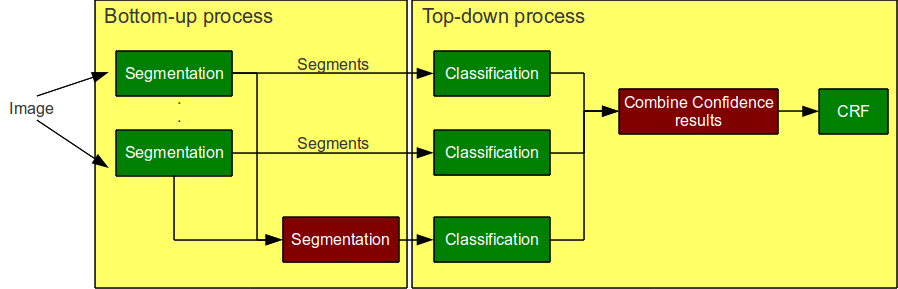 Bottom-up process
Top-down process
Segmentation
Segments
Classification
Image
.
.
Combine Confidence
results
CRF
Segmentation
Segments
Classification
Segmentation
Classification